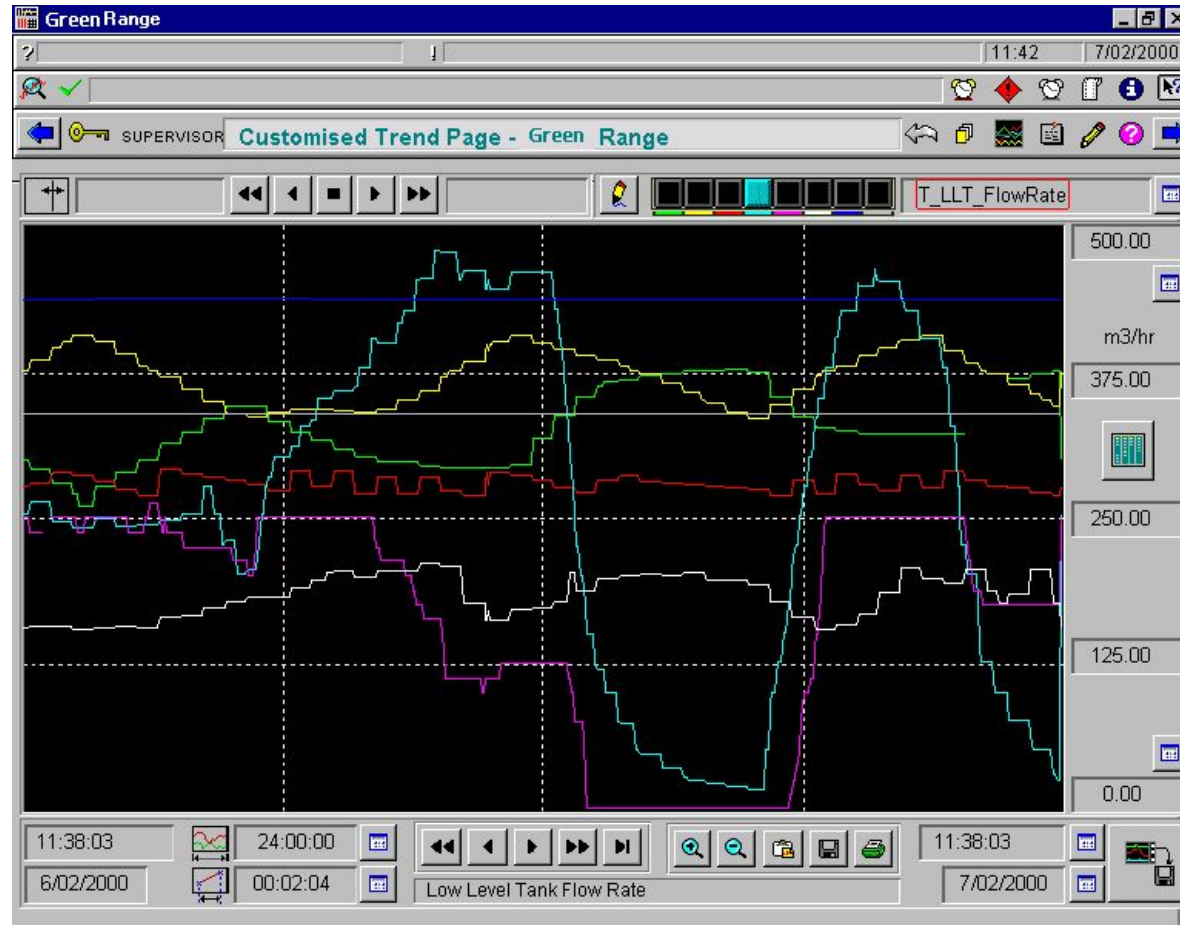 Green Range
11:42 7/02/2000
SUPERVISOR Customised Trend Page - Green Range
T_LLT_FlowRate
500.00
m3/hr
375.00
250.00
125.00
0.00
11:38:03 24:00:00 11:38:03
6/02/2000 00:02:04 Low Level Tank Flow Rate 7/02/2000